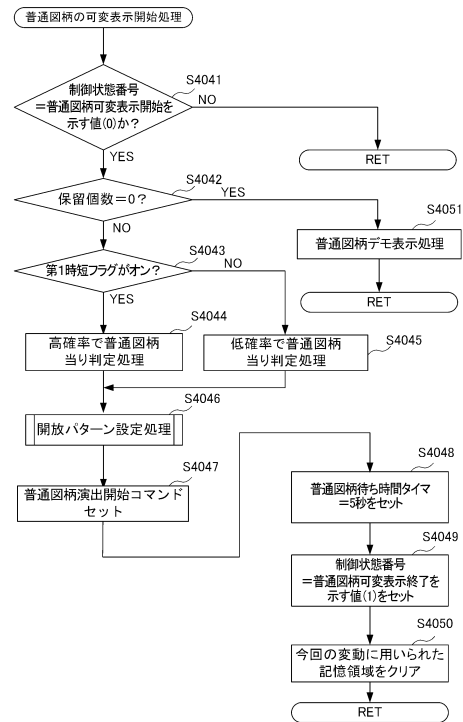 普通図柄の可変表示開始処理
S4041
制御状態番号
＝普通図柄可変表示開始を
示す値(0)か？
NO
RET
YES
S4042
保留個数＝0？
YES
S4051
普通図柄デモ表示処理
RET
NO
S4043
第1時短フラグがオン？
NO
YES
S4044
高確率で普通図柄
当り判定処理
S4045
低確率で普通図柄
当り判定処理
S4046
開放パターン設定処理
S4047
普通図柄演出開始コマンド
セット
S4048
普通図柄待ち時間タイマ
＝5秒をセット
S4049
制御状態番号
＝普通図柄可変表示終了を
示す値(1)をセット
S4050
今回の変動に用いられた
記憶領域をクリア
RET